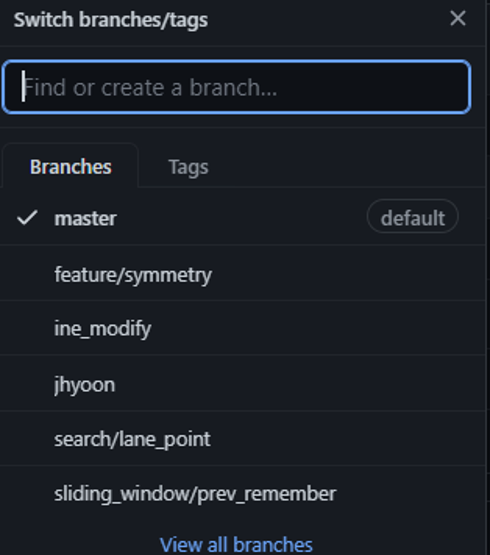 Switch branches/tags
Find or create a branch...
Branches Tags
master default
feature/symmetry
ine_modify
jhyoon
search/lane_point
sliding_window/prev_remember
View all branches